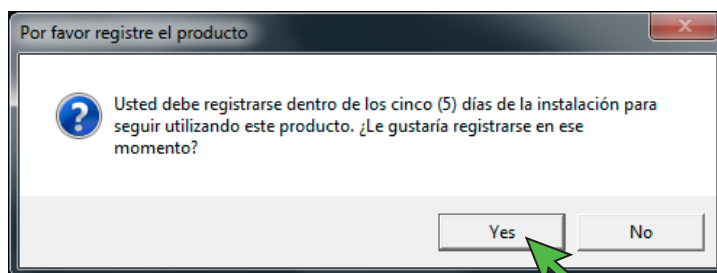 Por favor registre el producto
Usted debe registrarse dentro de los cinco (5) días de la instalación para
seguir utilizando este producto. ¿Le gustaría registrarse en ese
momento?
Yes
No